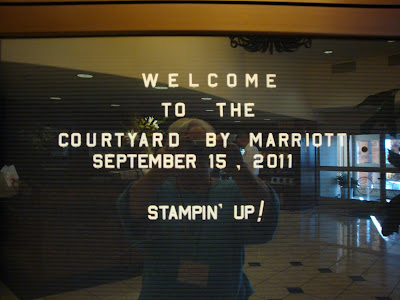 WELCOME
TO THE
COURTYARD BY MARRIOTT
SEPTEMBER 15, 2011
STAMPIN' UP!